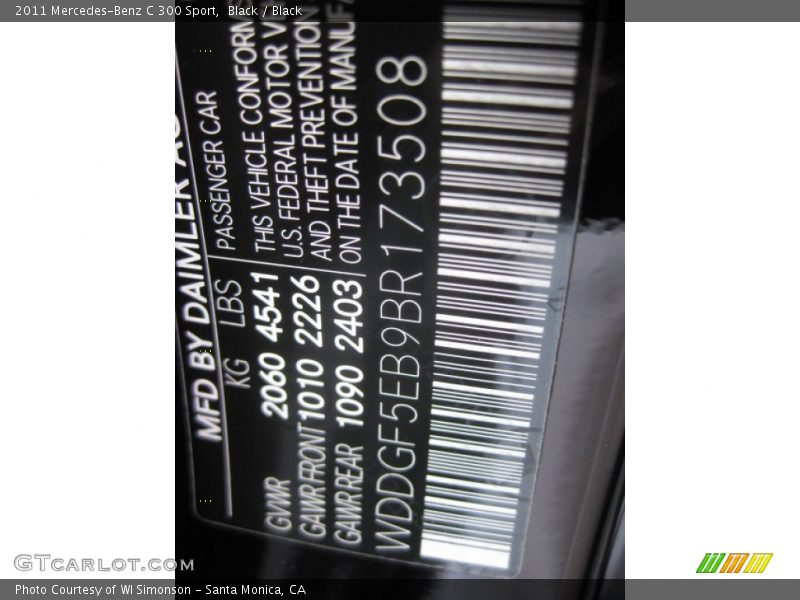 2011 Mercedes-Benz C 300 Sport, Black / Black
MFD BY DAIMLER AG
KG LBS PASSENGER CAR
GVWR 2060 4541 THIS VEHICLE CONFORM
GAWR FRONT 1010 2226 U.S. FEDERAL MOTOR VE
GAWR REAR 1090 2403 AND THEFT PREVENTION
ON THE DATE OF MANUFA
WDDGF5EB9BR173508
GTcarlot.com
Photo Courtesy of WI Simonson - Santa Monica, CA